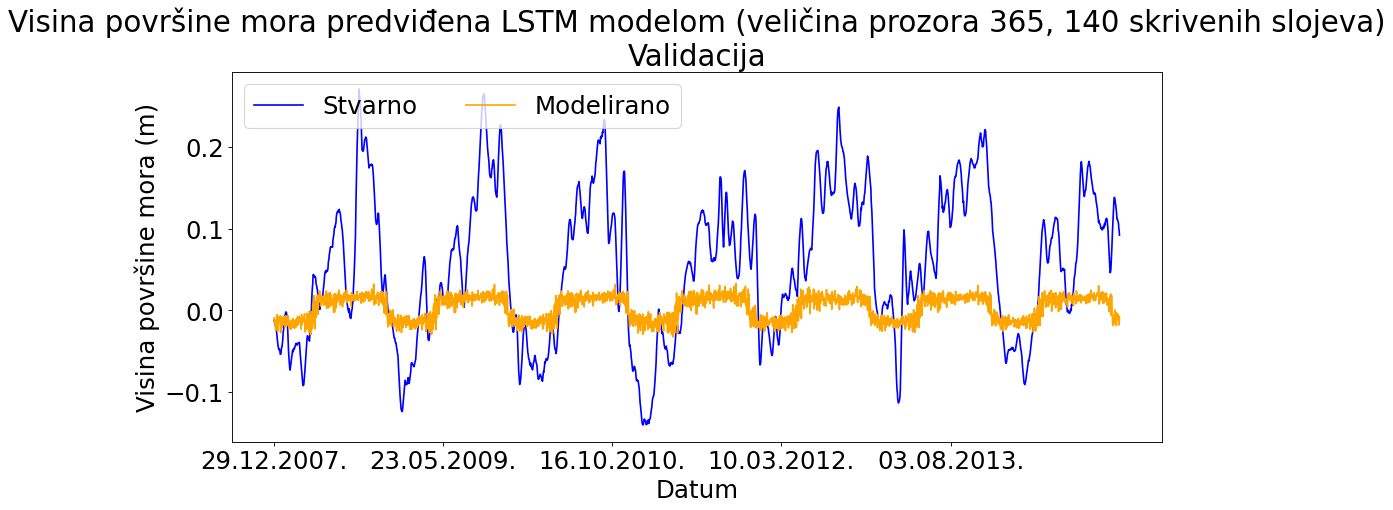 Visina površine mora predviđena LSTM modelom (veličina prozora 365, 140 skrivenih slojeva)
Validacija
Stvarno Modelirano
Visina površine mora (m)
0.2
0.1
0.0
−0.1
29.12.2007. 23.05.2009. 16.10.2010. 10.03.2012. 03.08.2013.
Datum